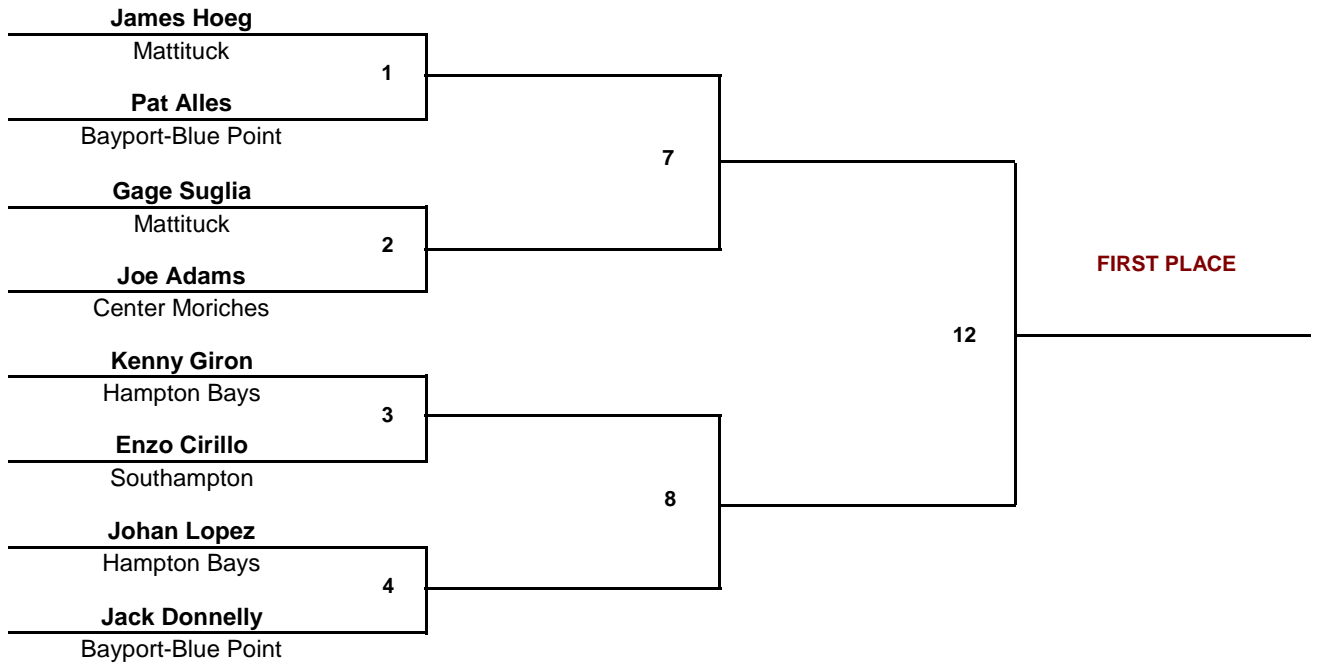 James Hoeg
Mattituck
1
Pat Alles
Bayport-Blue Point
7
Gage Suglia
Mattituck
2
Joe Adams
Center Moriches
FIRST PLACE
12
Kenny Giron
Hampton Bays
3
Enzo Cirillo
Southampton
8
Johan Lopez
Hampton Bays
4
Jack Donnelly
Bayport-Blue Point